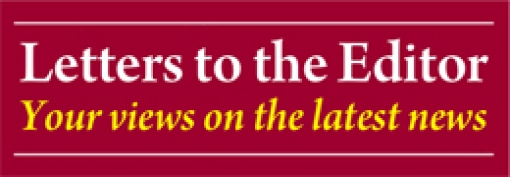 Letters to the Editor
Your views on the latest news